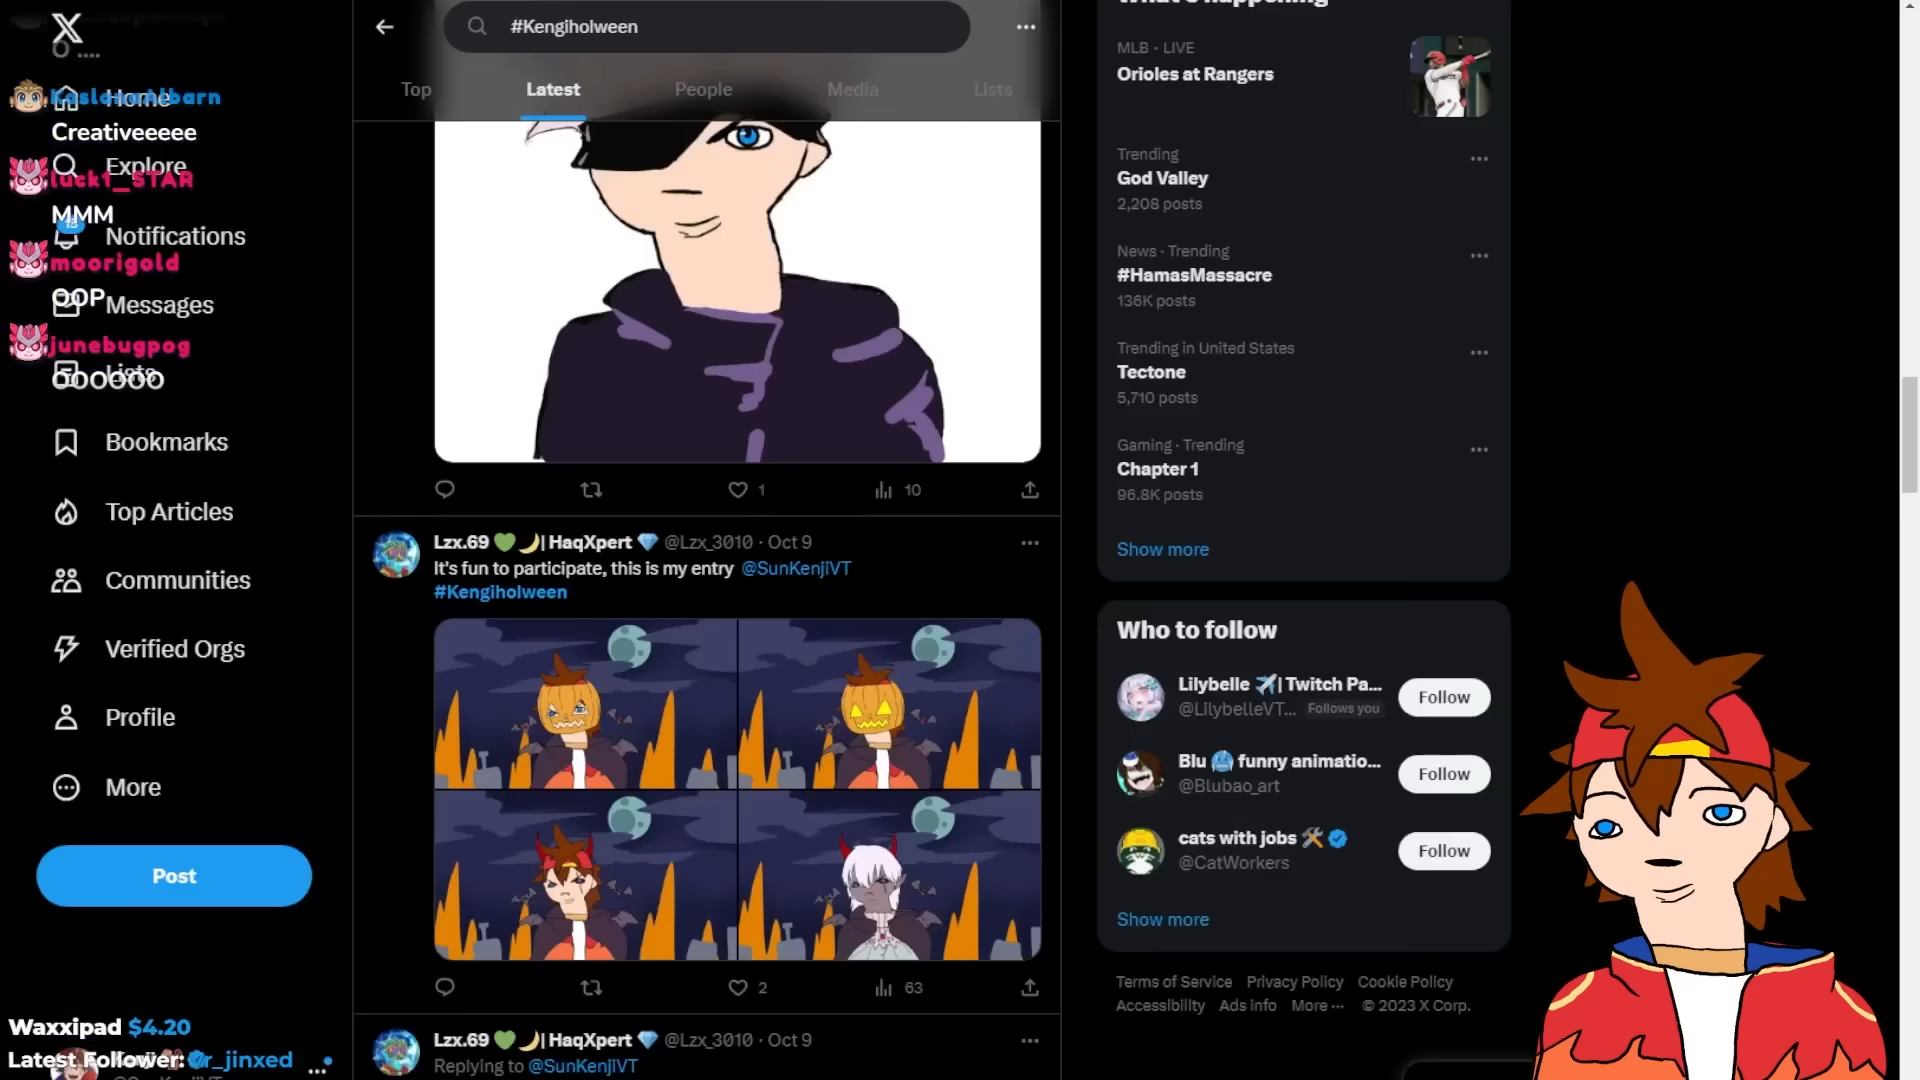 #Kengiholween
Top
Latest
People
Media
Lists
Home
Explore
Notifications
Messages
Lists
Bookmarks
Top Articles
Communities
Verified Orgs
Profile
More
Post
Creativeeeee
luck1_STAR
MMM
moorigold
OOP
junebugpog
OOOOOO
Waxxipad $4.20
Latest Follower: r_jinxed
1
10
Lzx.69 💚🌙| HaqXpert 💎 @Lzx_3010 · Oct 9
It's fun to participate, this is my entry @SunKenjiVT
#Kengiholween
2
63
Lzx.69 💚🌙| HaqXpert 💎 @Lzx_3010 · Oct 9
Replying to @SunKenjiVT
MLB · LIVE
Orioles at Rangers
Trending
God Valley
2,208 posts
News · Trending
#HamasMassacre
136K posts
Trending in United States
Tectone
5,710 posts
Gaming · Trending
Chapter 1
96.8K posts
Show more
Who to follow
Lilybelle ✈️| Twitch Pa...
@LilybelleVT... Follows you
Follow
Blu 🥶 funny animatio...
@Blubao_art
Follow
cats with jobs 🛠
@CatWorkers
Follow
Show more
Terms of Service Privacy Policy Cookie Policy
Accessibility Ads info More ··· © 2023 X Corp.